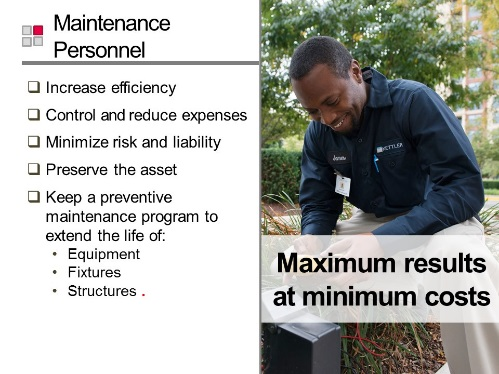 Maintenance
Personnel
Increase efficiency
Control and reduce expenses
Minimize risk and liability
Preserve the asset
Keep a preventive
maintenance program to
extend the life of:
• Equipment
• Fixtures
• Structures .
KETTLER
Maximum results
at minimum costs